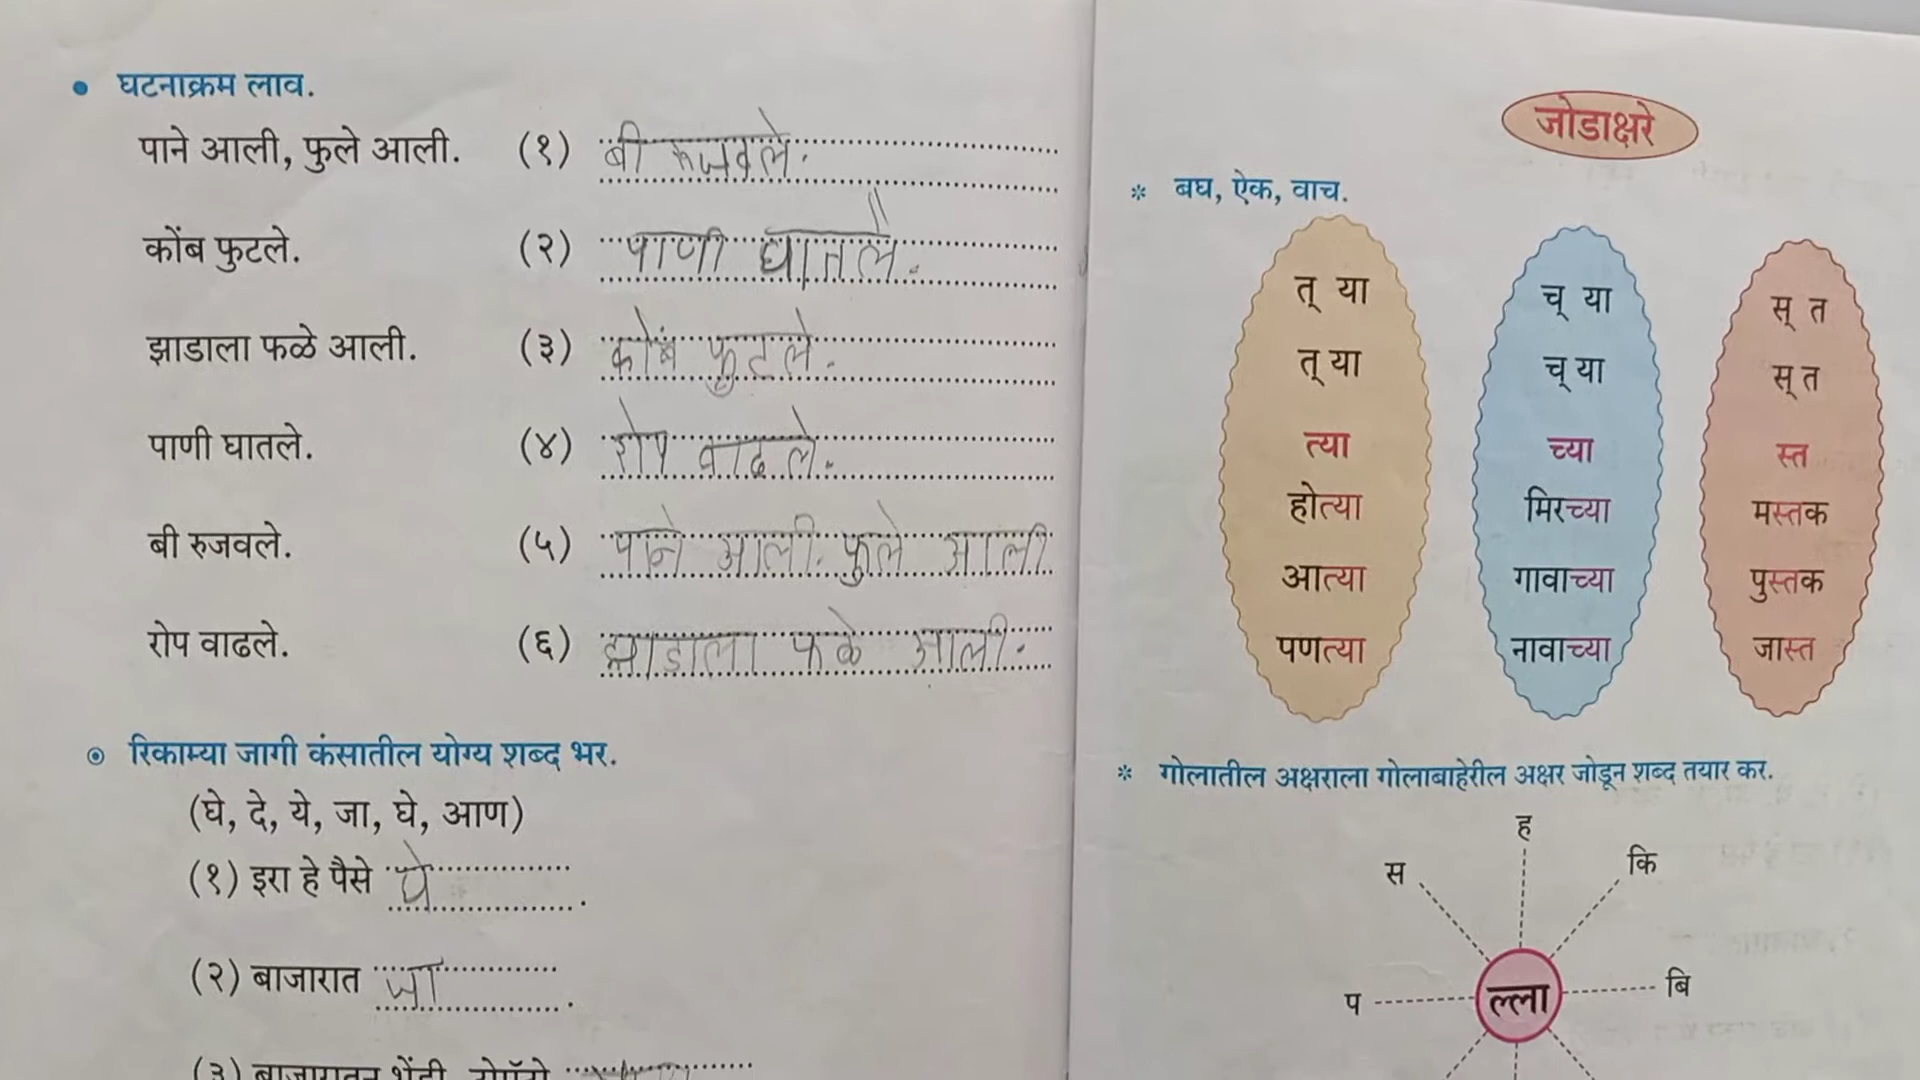 • घटनाक्रम लाव.
पाने आली, फुले आली. (१) बी रुजवले.
कोंब फुटले. (२) पाणी घातले.
झाडाला फळे आली. (३) कोंब फुटले.
पाणी घातले. (४) रोप वाढले.
बी रुजवले. (५) पाने आली. फुले आली.
रोप वाढले. (६) झाडाला फळे आली.
रिकाम्या जागी कंसातील योग्य शब्द भर.
(घे, दे, ये, जा, घे, आण)
(१) इरा हे पैसे घे.
(२) बाजारात जा.
(३) बाजारातून भेंडी, टोमॅटो
जोडाक्षरे
* बघ, ऐक, वाच.
त् या
त् या
त्या
होत्या
आत्या
पणत्या
च् या
च् या
च्या
मिरच्या
गावाच्या
नावाच्या
स् त
स् त
स्त
मस्तक
पुस्तक
जास्त
* गोलातील अक्षराला गोलाबाहेरील अक्षर जोडून शब्द तयार कर.
ह
स
कि
प
ल्ला
बि